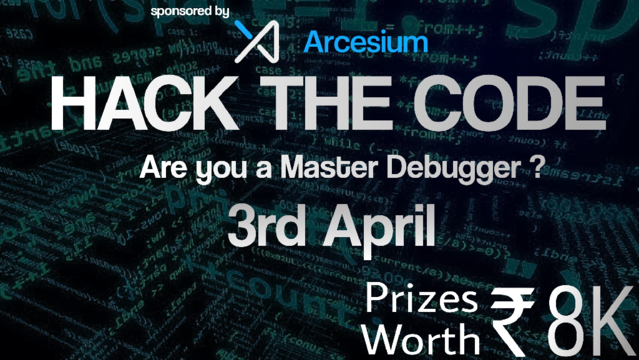 sponsored by
Arcesium
HACK THE CODE
Are you a Master Debugger ?
3rd April
Prizes
Worth ₹ 8K